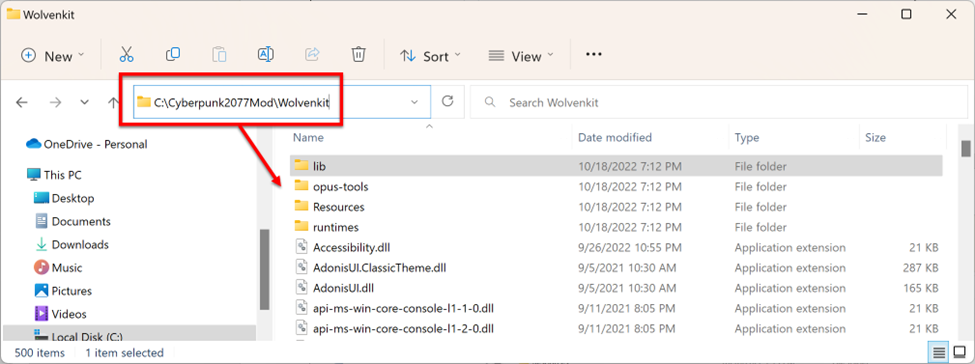 Wolvenkit
New
Sort
View
C:\Cyberpunk2077Mod\Wolvenkit
Search Wolvenkit
OneDrive - Personal
This PC
Desktop
Documents
Downloads
Music
Pictures
Videos
Local Disk (C:)
Name Date modified Type Size
lib 10/18/2022 7:12 PM File folder
opus-tools 10/18/2022 7:12 PM File folder
Resources 10/18/2022 7:12 PM File folder
runtimes 10/18/2022 7:12 PM File folder
Accessibility.dll 9/26/2022 10:55 PM Application extension 21 KB
AdonisUI.ClassicTheme.dll 9/5/2021 10:30 AM Application extension 287 KB
AdonisUI.dll 9/5/2021 10:30 AM Application extension 165 KB
api-ms-win-core-console-l1-1-0.dll 9/11/2021 8:05 PM Application extension 21 KB
api-ms-win-core-console-l1-2-0.dll 9/11/2021 8:05 PM Application extension 21 KB
500 items 1 item selected